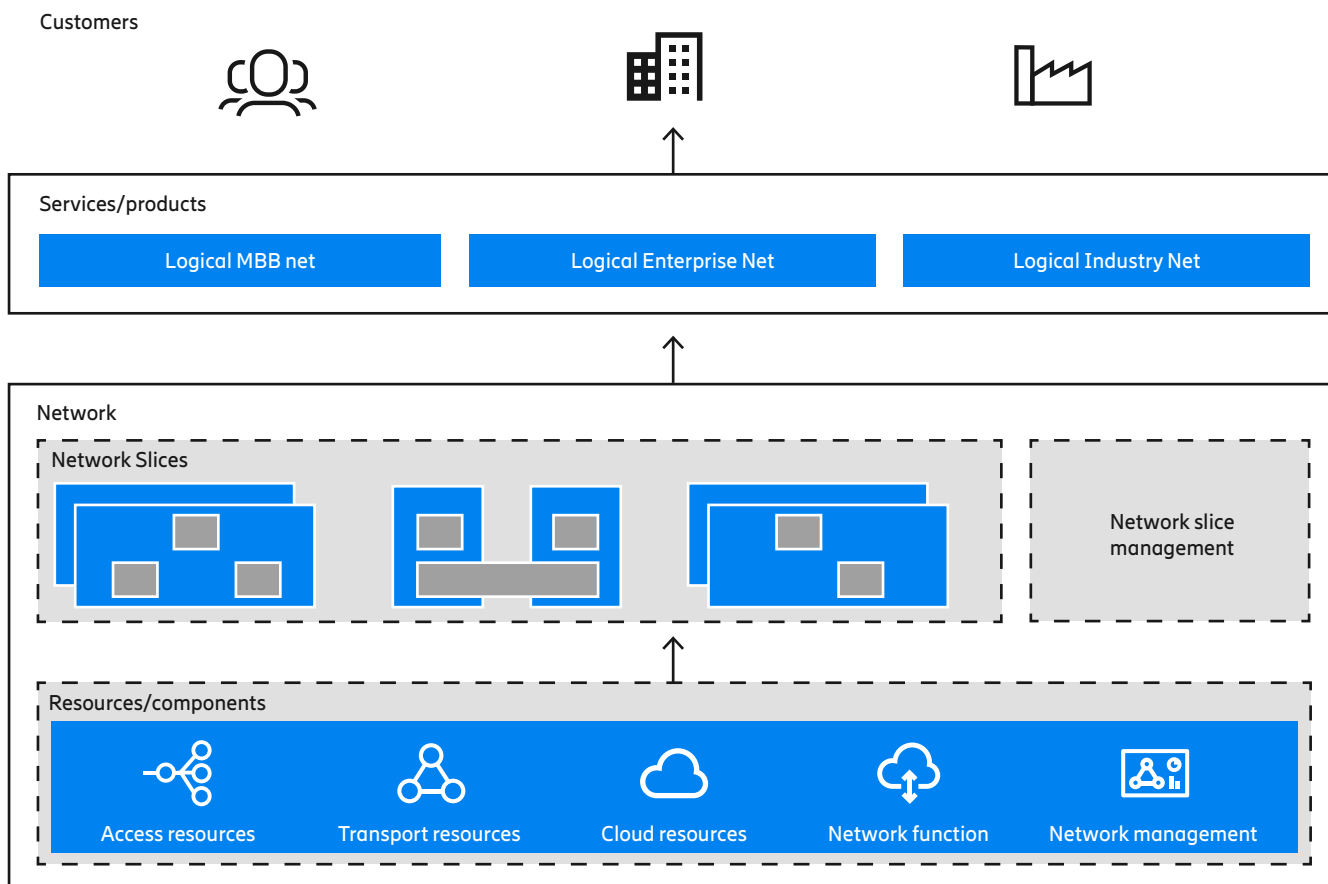 Customers
Services/products
Logical MBB net
Logical Enterprise Net
Logical Industry Net
Network
Network Slices
Network slice
management
Resources/components
Access resources
Transport resources
Cloud resources
Network function
Network management